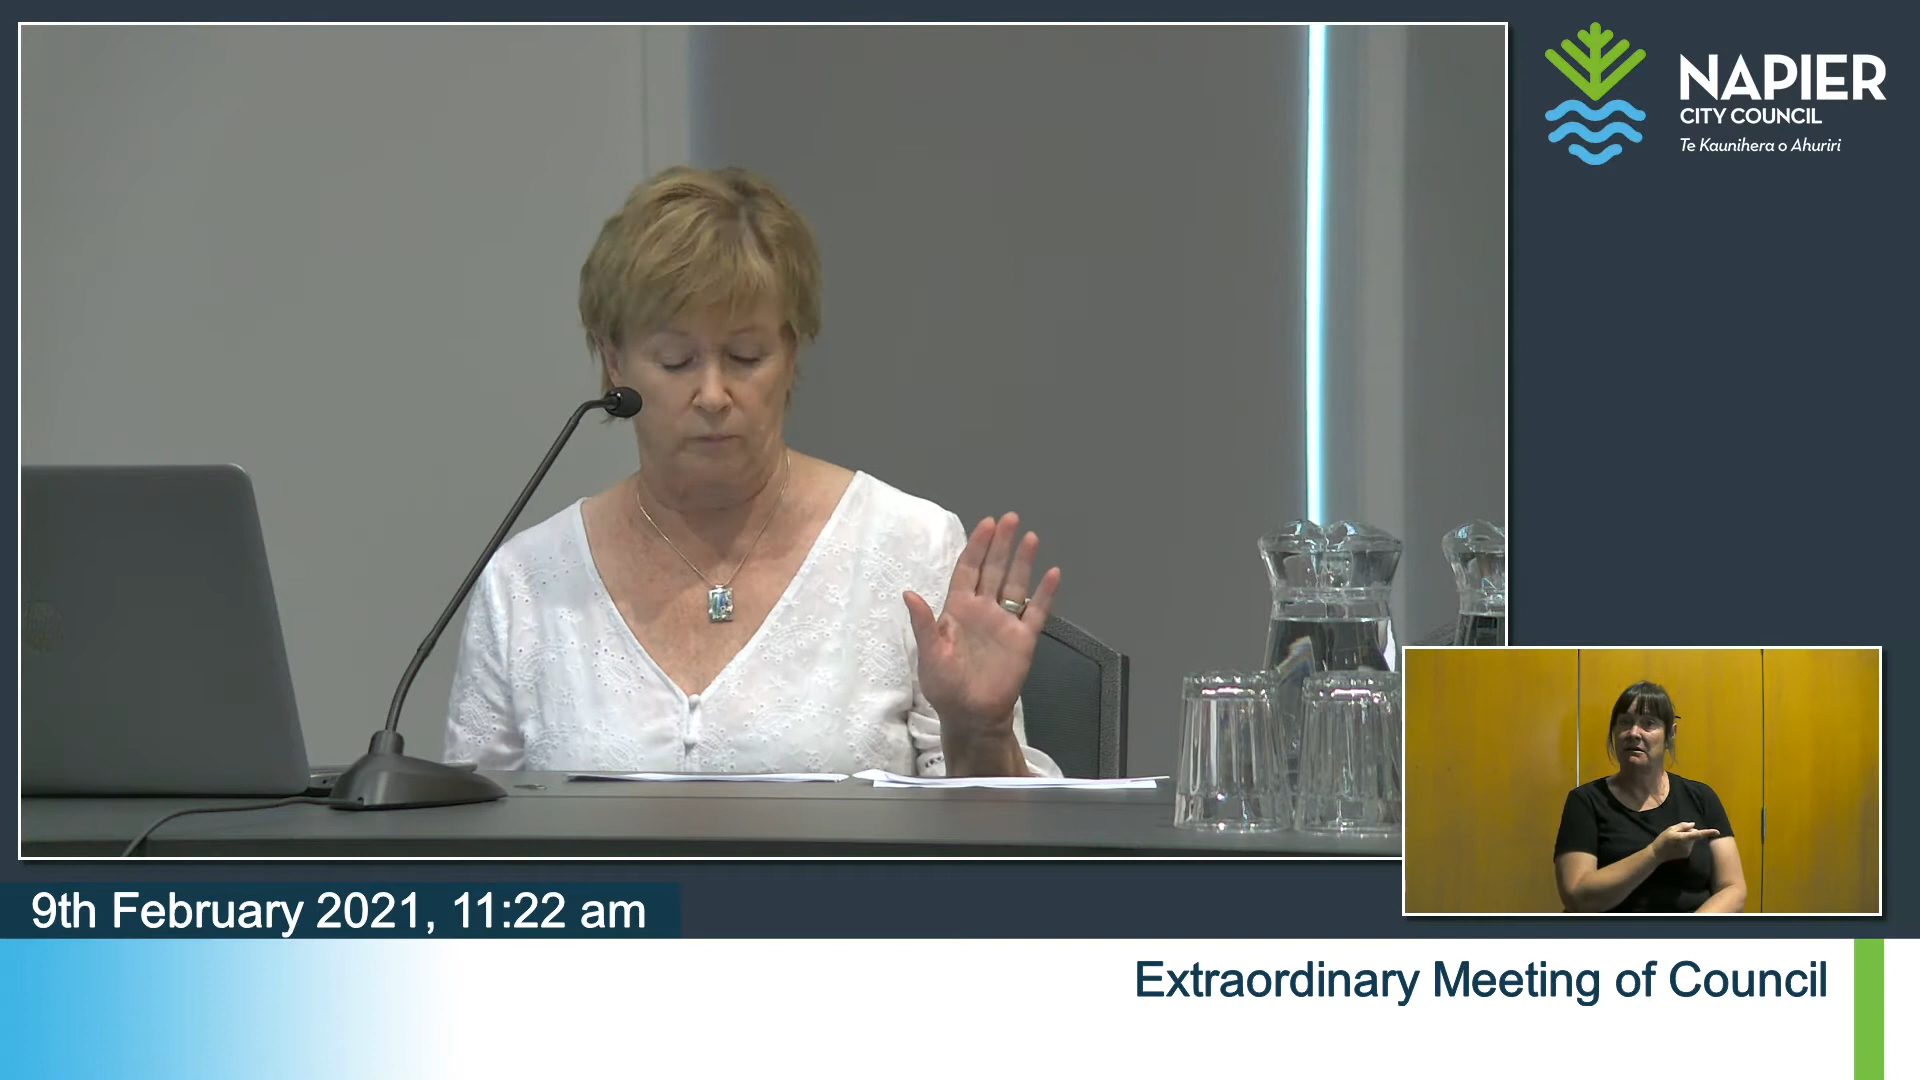 NAPIER
CITY COUNCIL
Te Kaunihera o Ahuriri
9th February 2021, 11:22 am
Extraordinary Meeting of Council